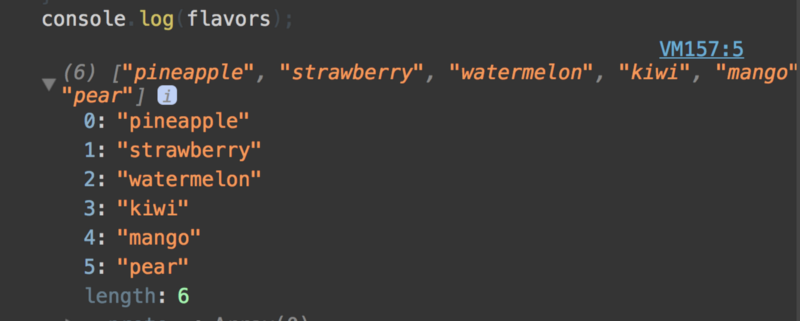 console.log(flavors);
VM157:5
(6) ["pineapple", "strawberry", "watermelon", "kiwi", "mango"
"pear"] i
0: "pineapple"
1: "strawberry"
2: "watermelon"
3: "kiwi"
4: "mango"
5: "pear"
length: 6